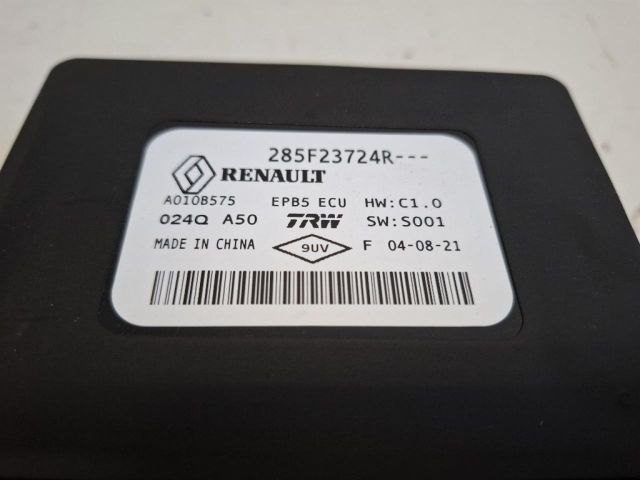 285F23724R---
RENAULT
A010B575 EPB5 ECU HW:C1.0
024Q A50 TRW SW:S001
MADE IN CHINA 9UV F 04-08-21